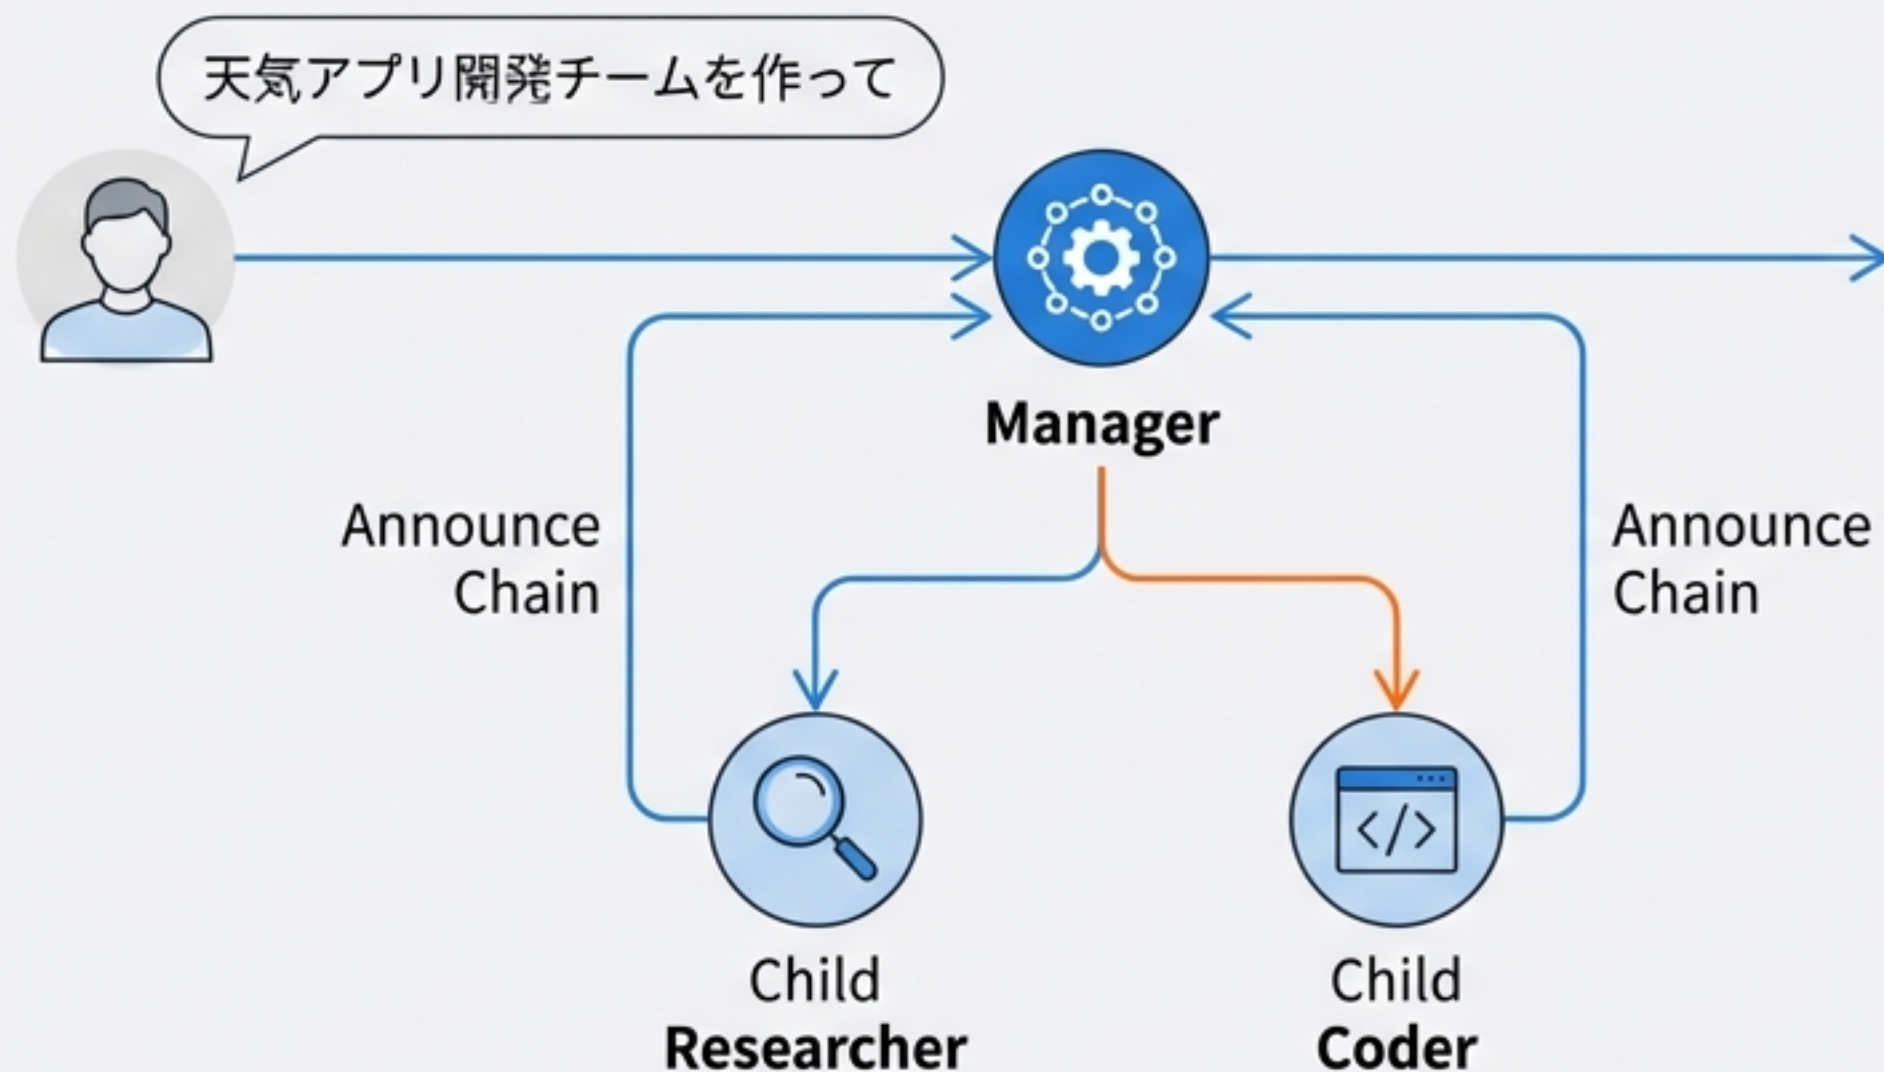 天気アプリ開発チームを作って
Manager
Announce
Chain
Announce
Chain
Child
Researcher
Child
Coder